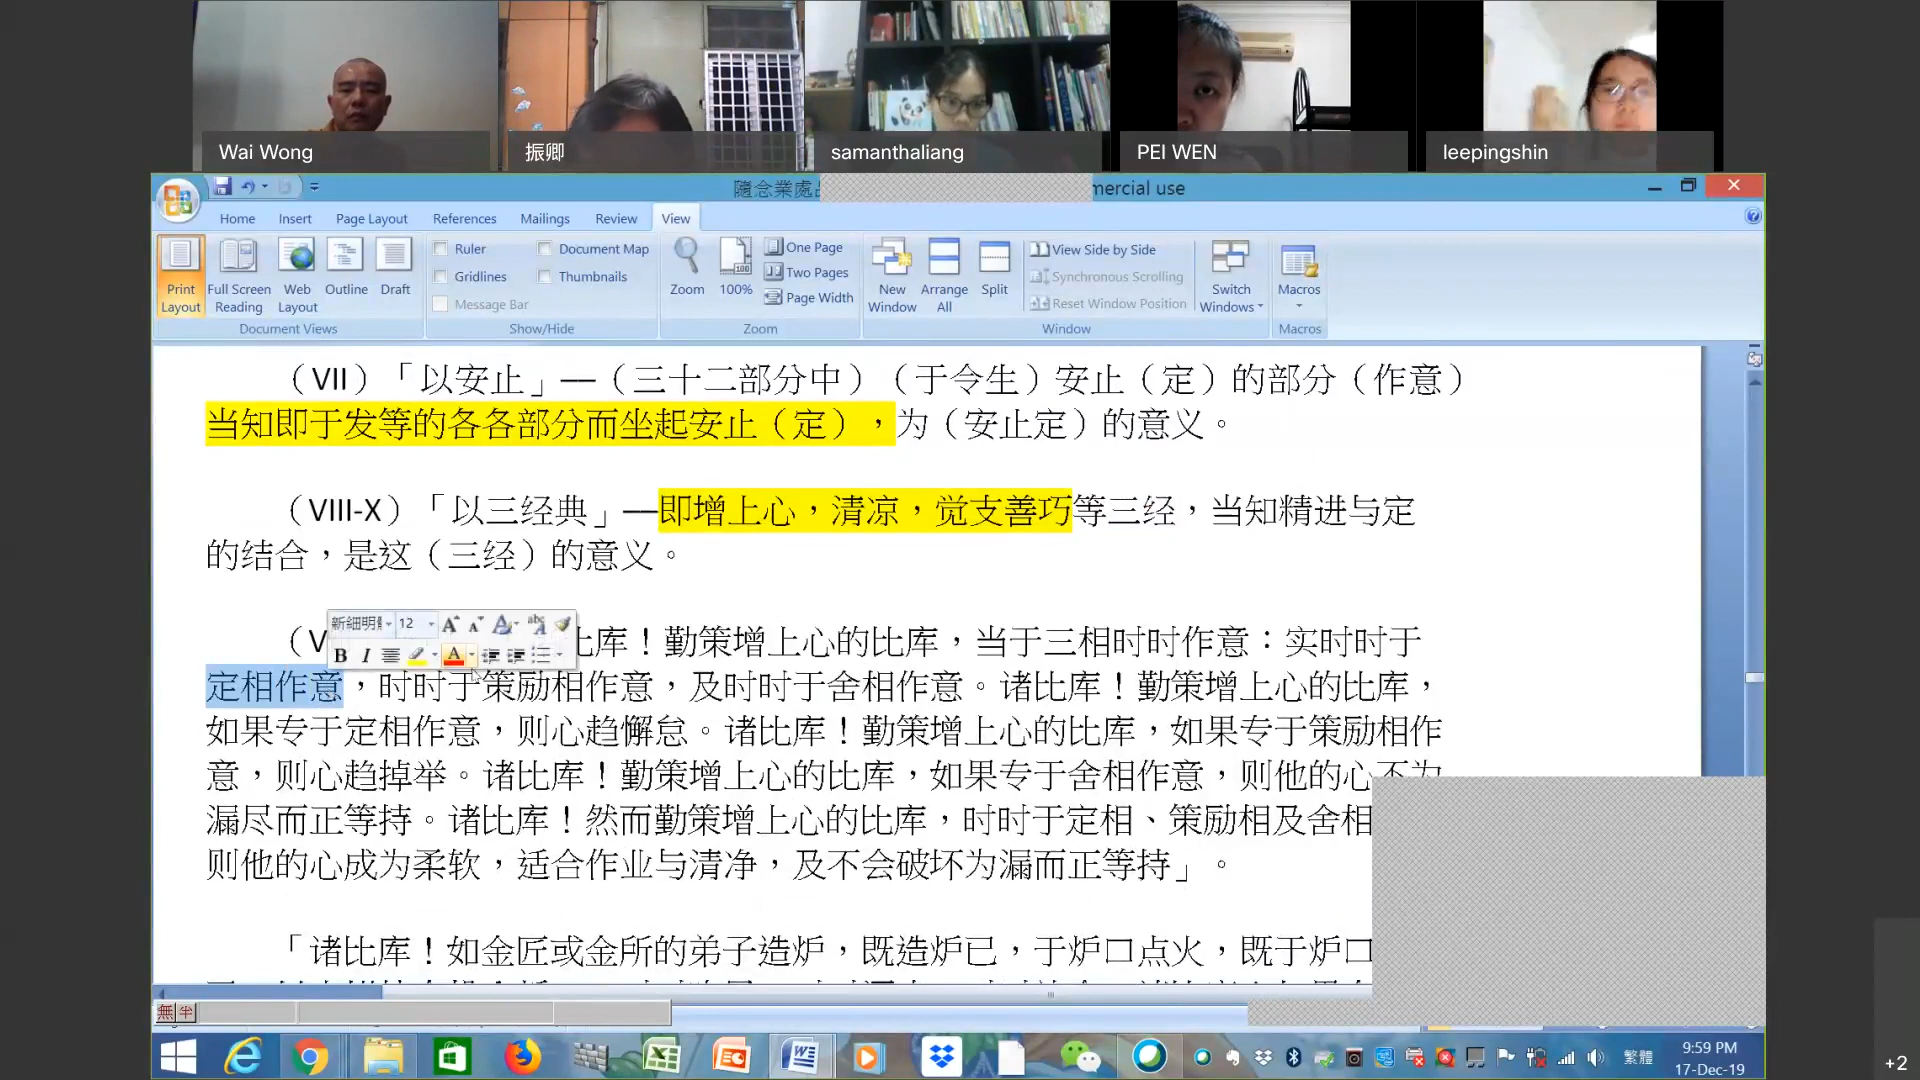 Wai Wong
振卿
samanthaliang
PEI WEN
leepingshin
隨念業處
mercial use
Home Insert Page Layout References Mailings Review View
Print Layout
Full Screen Reading
Web Layout
Outline
Draft
Document Views
Ruler
Gridlines
Message Bar
Document Map
Thumbnails
Show/Hide
Zoom
100%
One Page
Two Pages
Page Width
Zoom
New Window
Arrange All
Split
View Side by Side
Synchronous Scrolling
Reset Window Position
Switch Windows
Window
Macros
Macros
（VII）「以安止」—（三十二部分中）（于令生）安止（定）的部分（作意）
当知即于发等的各各部分而坐起安止（定），为（安止定）的意义。
（VIII-X）「以三经典」—即增上心，清凉，觉支善巧等三经，当知精进与定
的结合，是这（三经）的意义。
（V
比库！勤策增上心的比库，当于三相时时作意：实时时于
定相作意，时时于策励相作意，及时时于舍相作意。诸比库！勤策增上心的比库，
如果专于定相作意，则心趋懈怠。诸比库！勤策增上心的比库，如果专于策励相作
意，则心趋掉举。诸比库！勤策增上心的比库，如果专于舍相作意，则他的心不为
漏尽而正等持。诸比库！然而勤策增上心的比库，时时于定相、策励相及舍相
则他的心成为柔软，适合作业与清净，及不会破坏为漏而正等持」。
「诸比库！如金匠或金所的弟子造炉，既造炉已，于炉口点火，既于炉口
新細明 12
B I
無 半
繁體
9:59 PM
17-Dec-19
+2